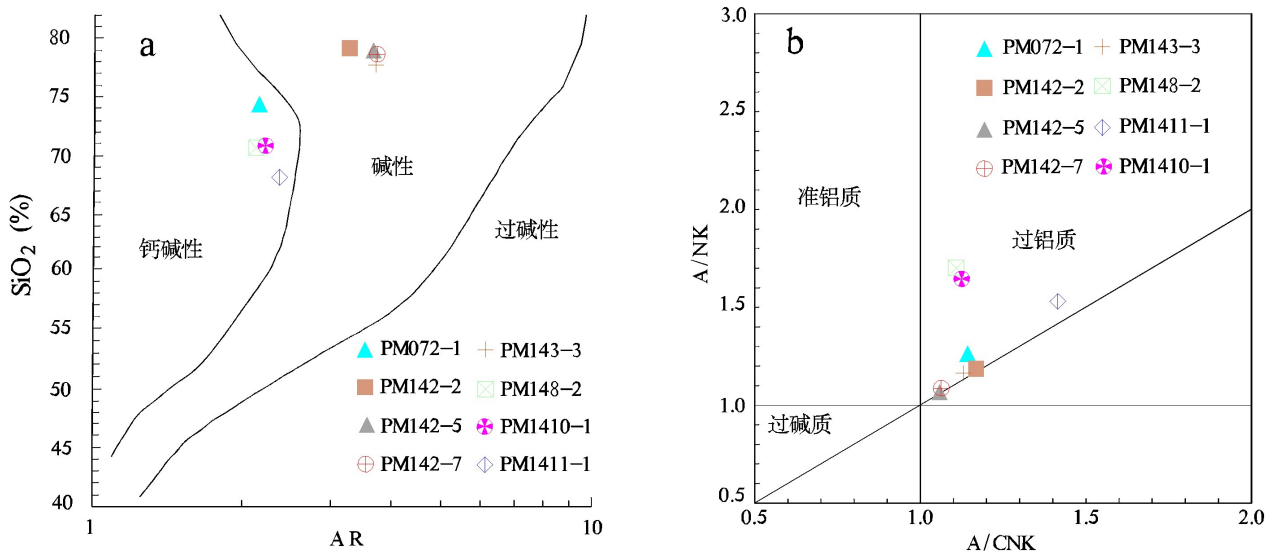 a
80
75
70
65
60
55
50
45
40
SiO₂ (%)
钙碱性
碱性
过碱性
PM072−1
PM143−3
PM142−2
PM148−2
PM142−5
PM1410−1
PM142−7
PM1411−1
1
10
AR
b
3.0
2.5
2.0
1.5
1.0
0.5
A/NK
PM072−1
PM143−3
PM142−2
PM148−2
PM142−5
PM1411−1
PM142−7
PM1410−1
准铝质
过铝质
过碱质
0.5
1.0
1.5
2.0
A/CNK